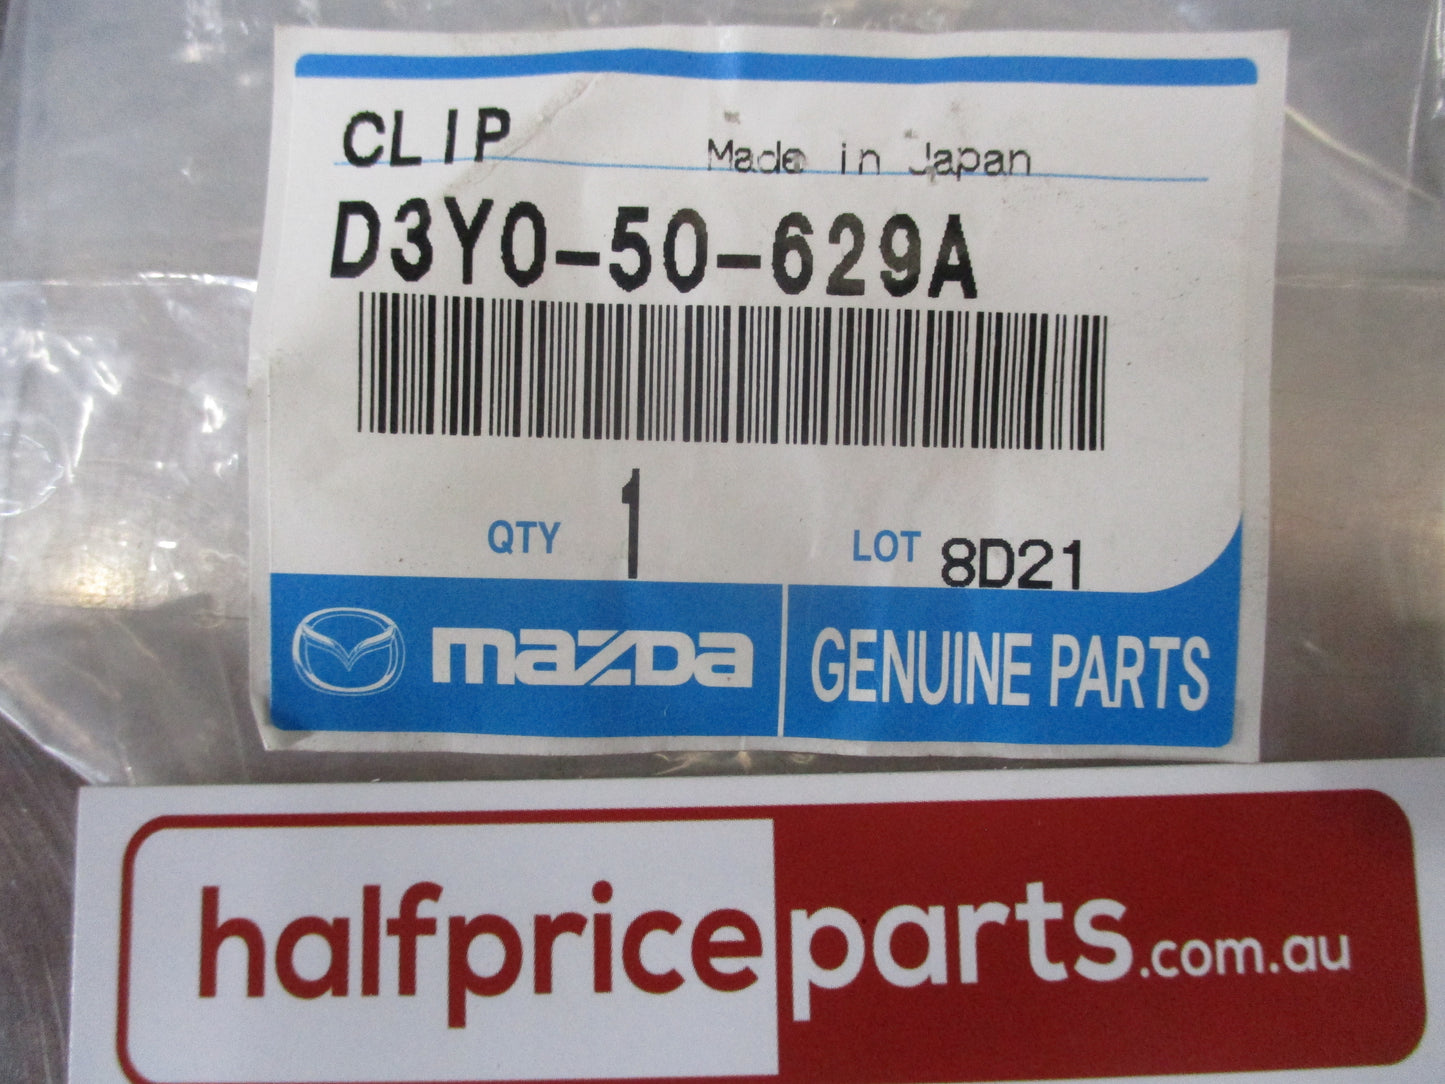 CLIP Made in Japan
D3Y0-50-629A
QTY 1 LOT 8D21
mazda GENUINE PARTS
halfpriceparts.com.au